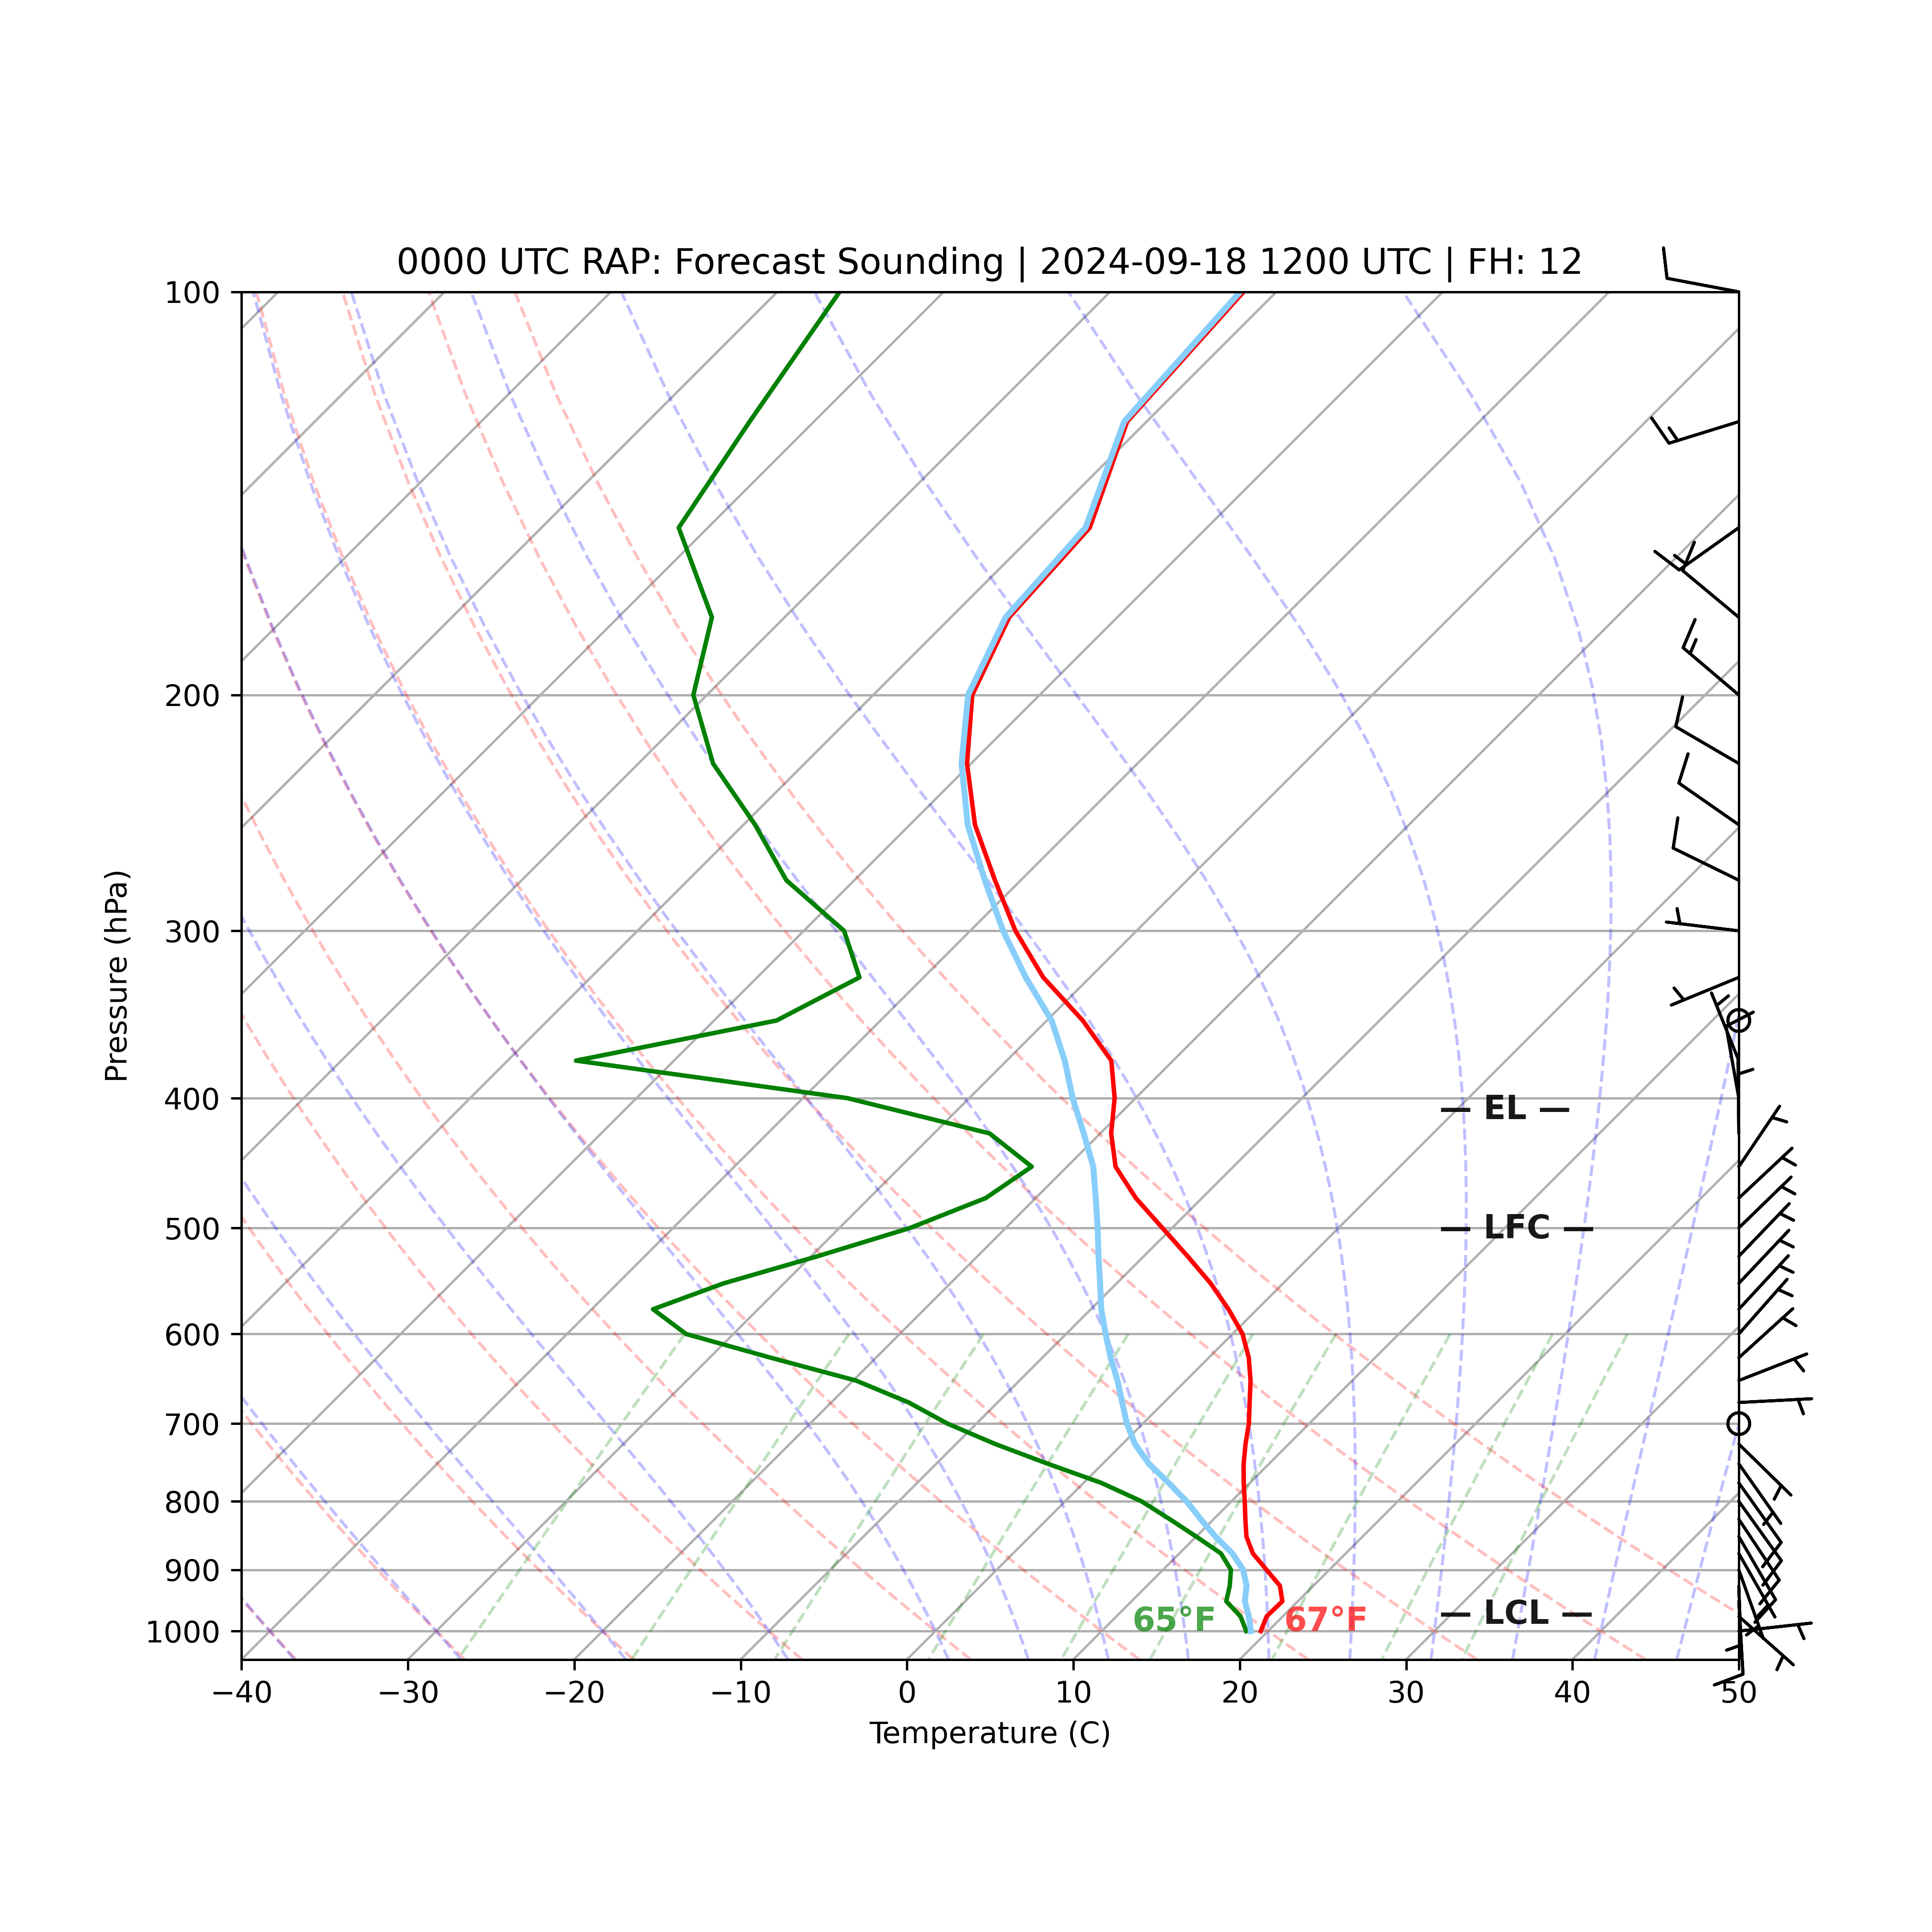 0000 UTC RAP: Forecast Sounding | 2024-09-18 1200 UTC | FH: 12
100
200
300
Pressure (hPa)
400
— EL —
500
— LFC —
600
700
800
900
65°F 67°F — LCL —
1000
−40 −30 −20 −10 0 10 20 30 40 50
Temperature (C)